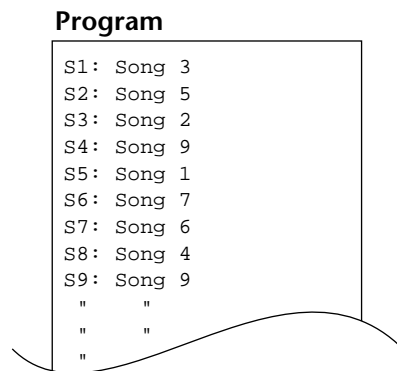 Program
S1: Song 3
S2: Song 5
S3: Song 2
S4: Song 9
S5: Song 1
S6: Song 7
S7: Song 6
S8: Song 4
S9: Song 9
" "
" "
"